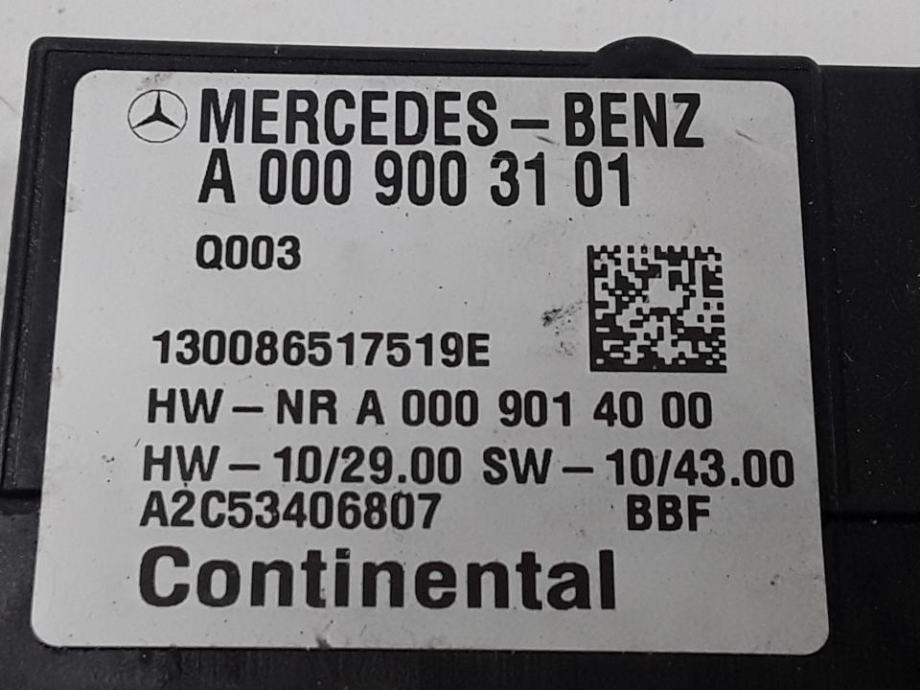 MERCEDES-BENZ
A 000 900 31 01
Q003
130086517519E
HW-NR A 000 901 40 00
HW-10/29.00 SW-10/43.00
A2C53406807 BBF
Continental